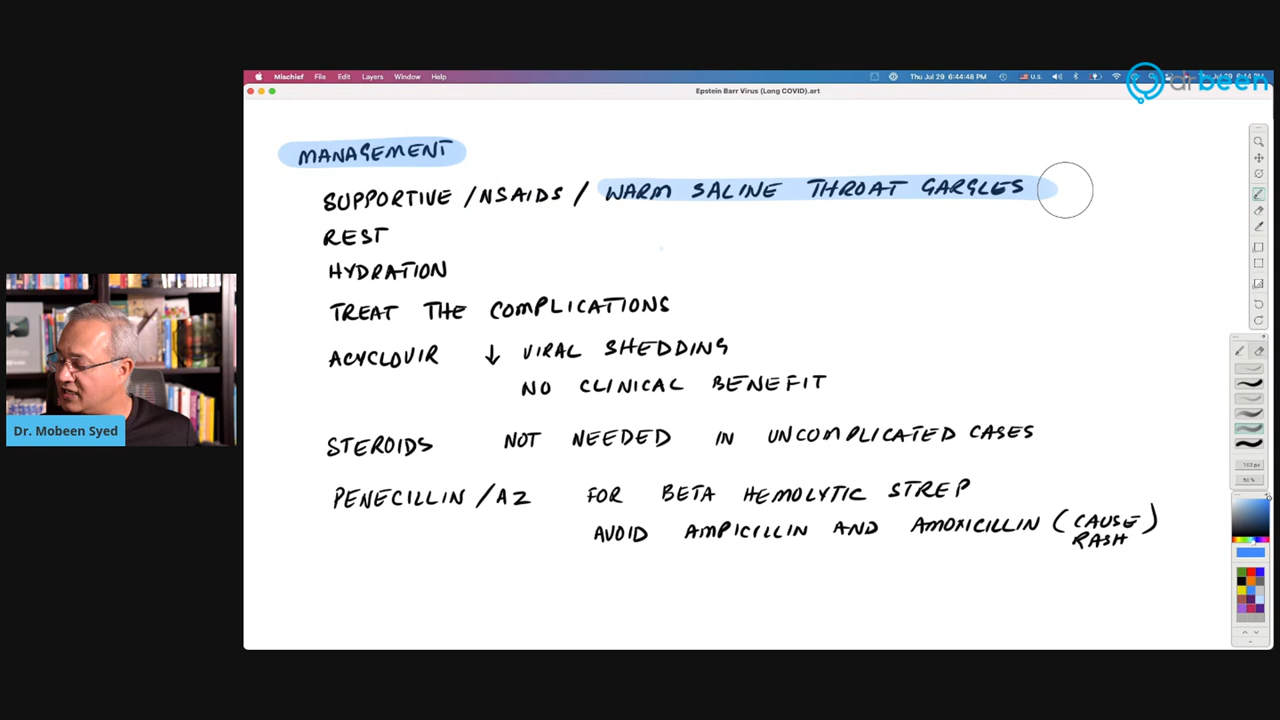 Mischief File Edit Layers Window Help
U.S. Thu Jul 29 6:44:48 PM
drbeen
Epstein Barr Virus (Long COVID).art
MANAGEMENT
SUPPORTIVE / NSAIDS / WARM SALINE THROAT GARGLES
REST
HYDRATION
TREAT THE COMPLICATIONS
ACYCLOVIR ↓ VIRAL SHEDDING
NO CLINICAL BENEFIT
STEROIDS NOT NEEDED IN UNCOMPLICATED CASES
PENECILLIN / AZ FOR BETA HEMOLYTIC STREP
AVOID AMPICILLIN AND AMOXICILLIN (CAUSE RASH)
Dr. Mobeen Syed